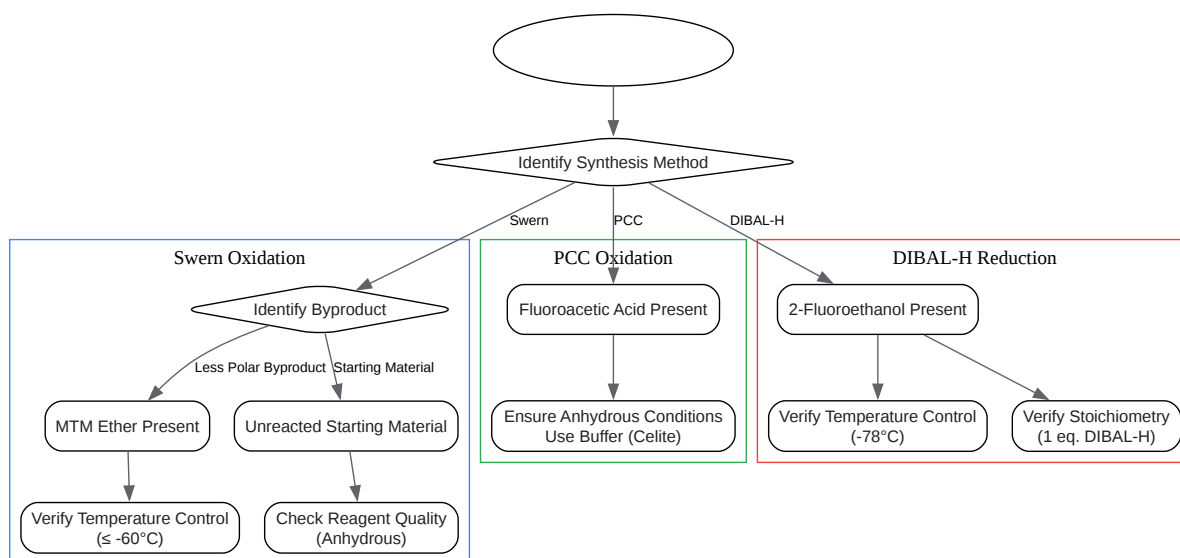 Identify Synthesis Method
Swern
PCC
DIBAL-H
Swern Oxidation
PCC Oxidation
DIBAL-H Reduction
Identify Byproduct
Fluoroacetic Acid Present
2-Fluoroethanol Present
Less Polar Byproduct
Starting Material
MTM Ether Present
Unreacted Starting Material
Ensure Anhydrous Conditions
Use Buffer (Celite)
Verify Temperature Control
(-78°C)
Verify Stoichiometry
(1 eq. DIBAL-H)
Verify Temperature Control
(≤ -60°C)
Check Reagent Quality
(Anhydrous)